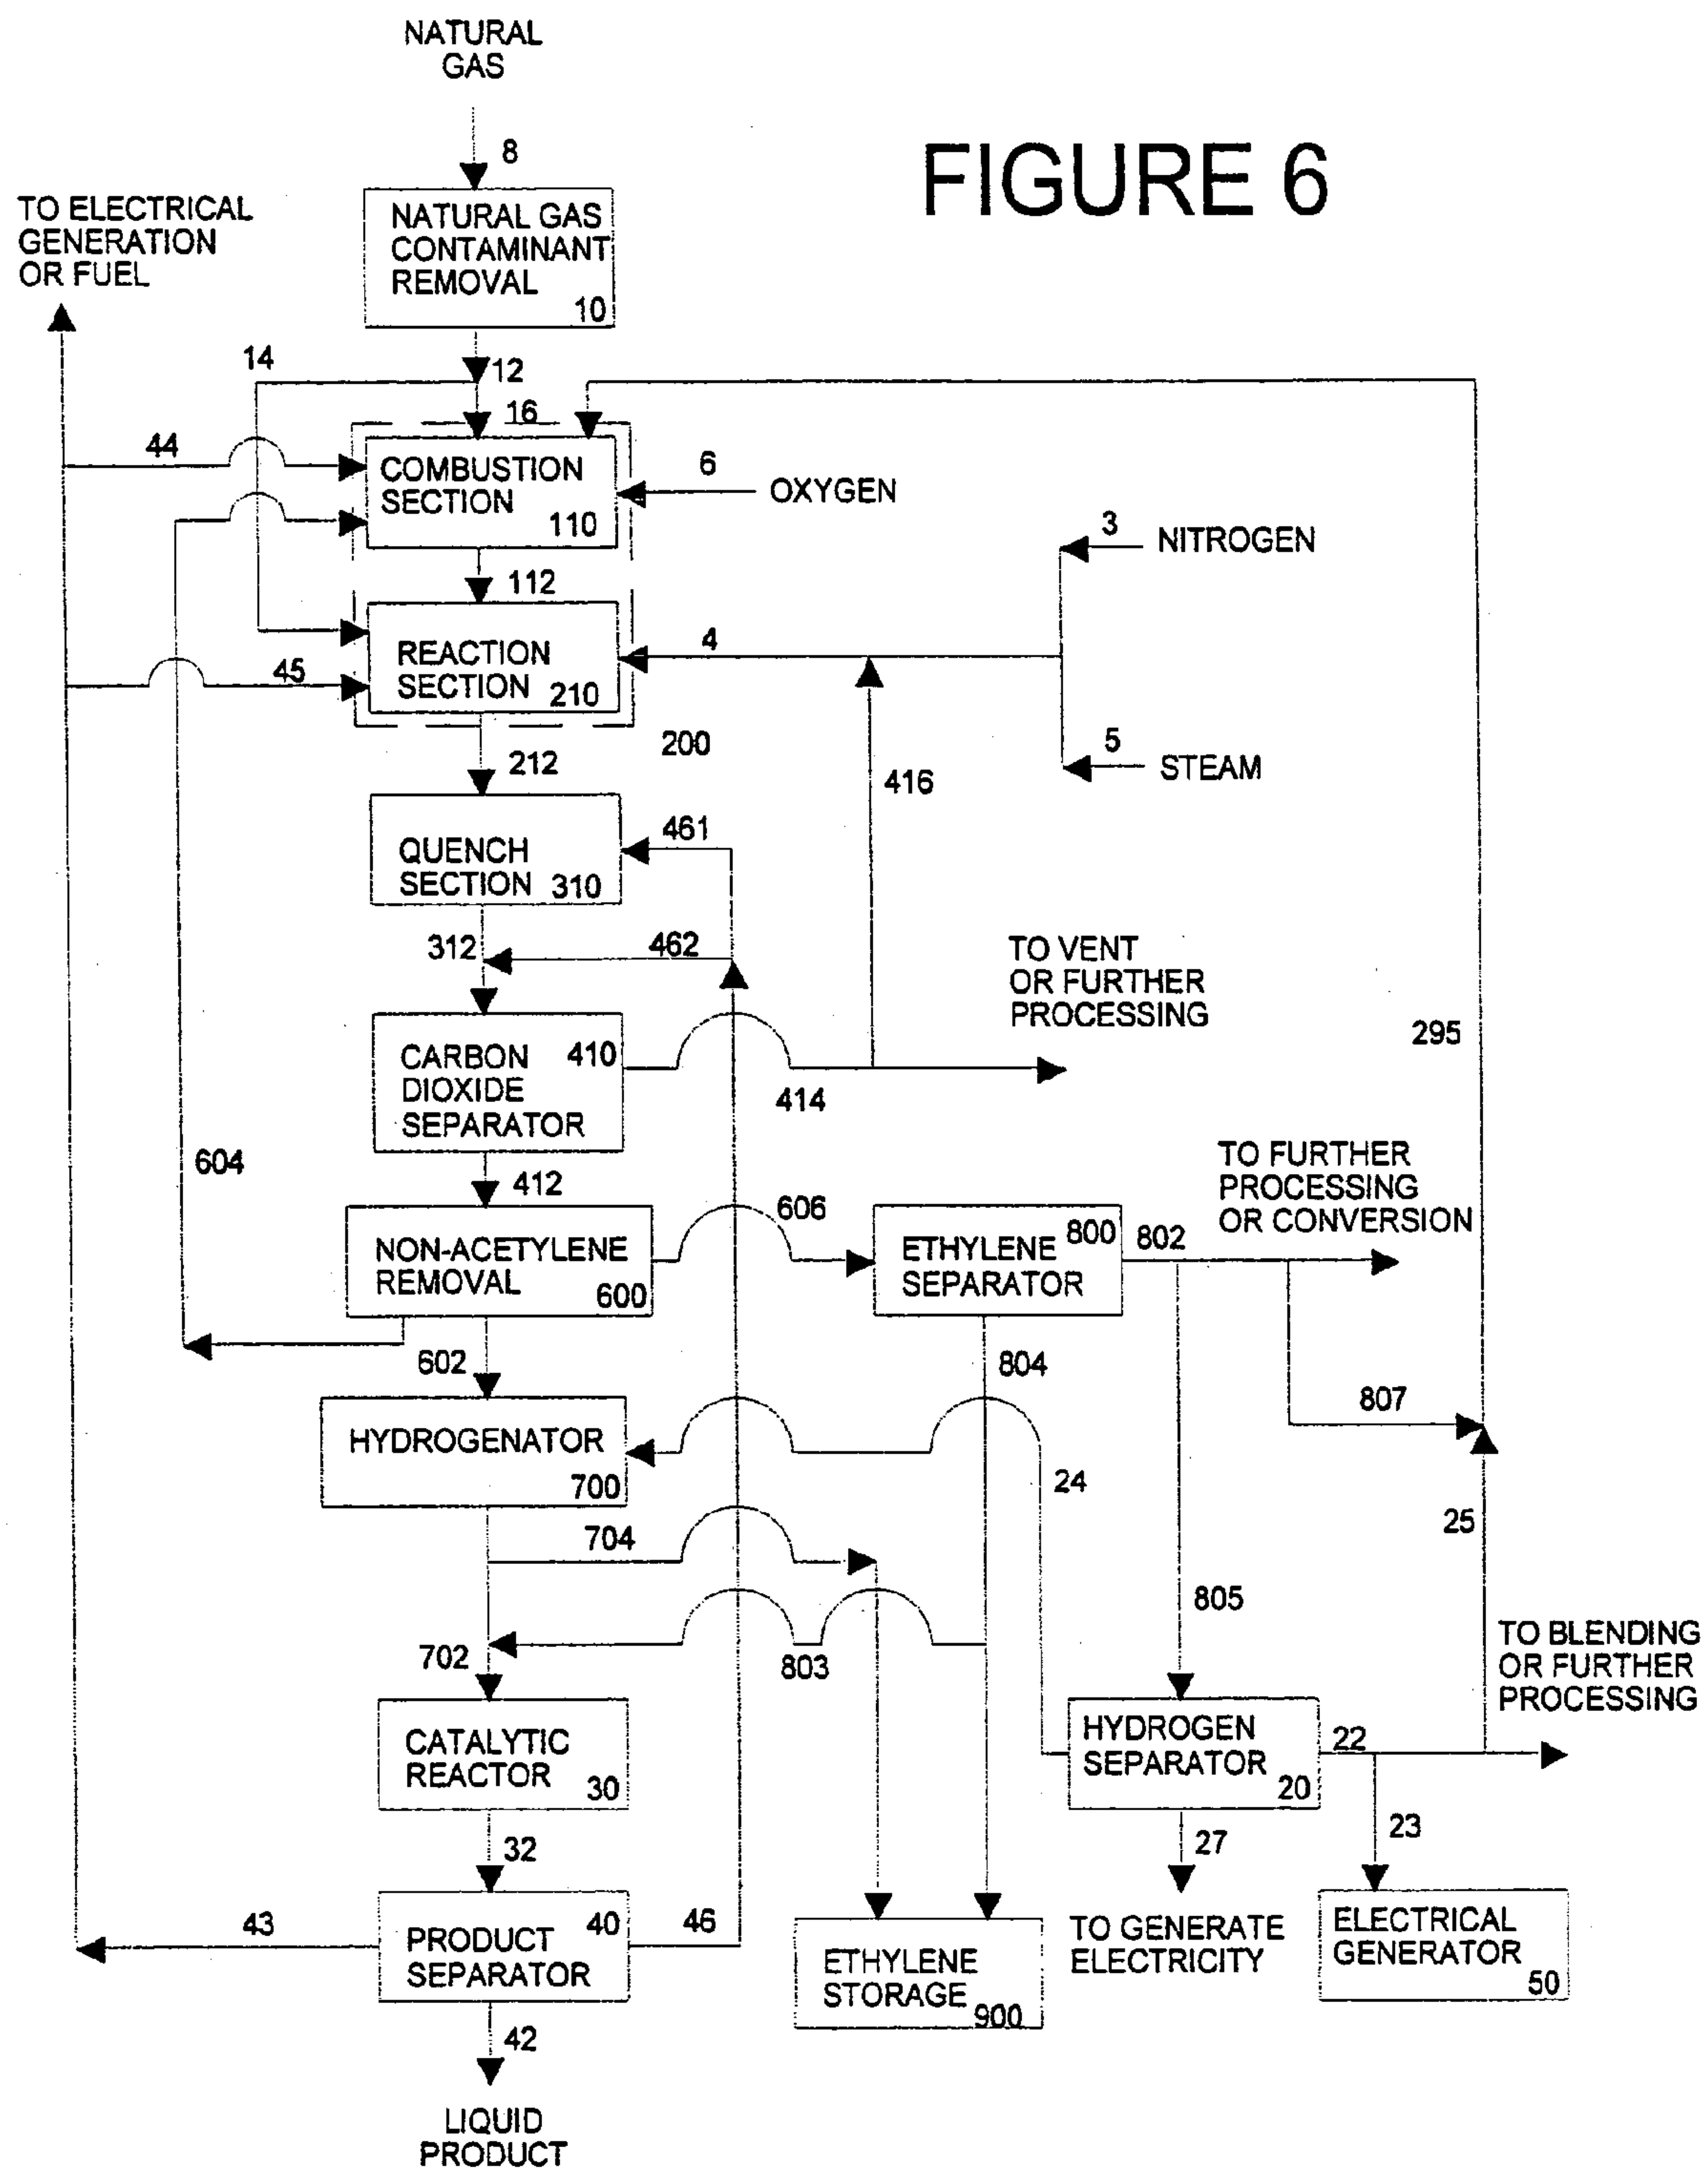 NATURAL
GAS
8
FIGURE 6
TO ELECTRICAL
GENERATION
OR FUEL
NATURAL GAS
CONTAMINANT
REMOVAL
10
14
12
16
44
COMBUSTION
SECTION
110
6
OXYGEN
3
NITROGEN
112
REACTION
SECTION
210
4
45
200
5
STEAM
212
416
QUENCH
SECTION
310
461
312
462
TO VENT
OR FURTHER
PROCESSING
295
CARBON
DIOXIDE
SEPARATOR
410
414
604
412
606
TO FURTHER
PROCESSING
OR CONVERSION
NON-ACETYLENE
REMOVAL
600
ETHYLENE
SEPARATOR
800
802
602
804
807
HYDROGENATOR
700
24
25
704
805
702
803
TO BLENDING
OR FURTHER
PROCESSING
CATALYTIC
REACTOR
30
HYDROGEN
SEPARATOR
20
22
32
27
23
43
PRODUCT
SEPARATOR
40
46
ETHYLENE
STORAGE
900
TO GENERATE
ELECTRICITY
ELECTRICAL
GENERATOR
50
42
LIQUID
PRODUCT